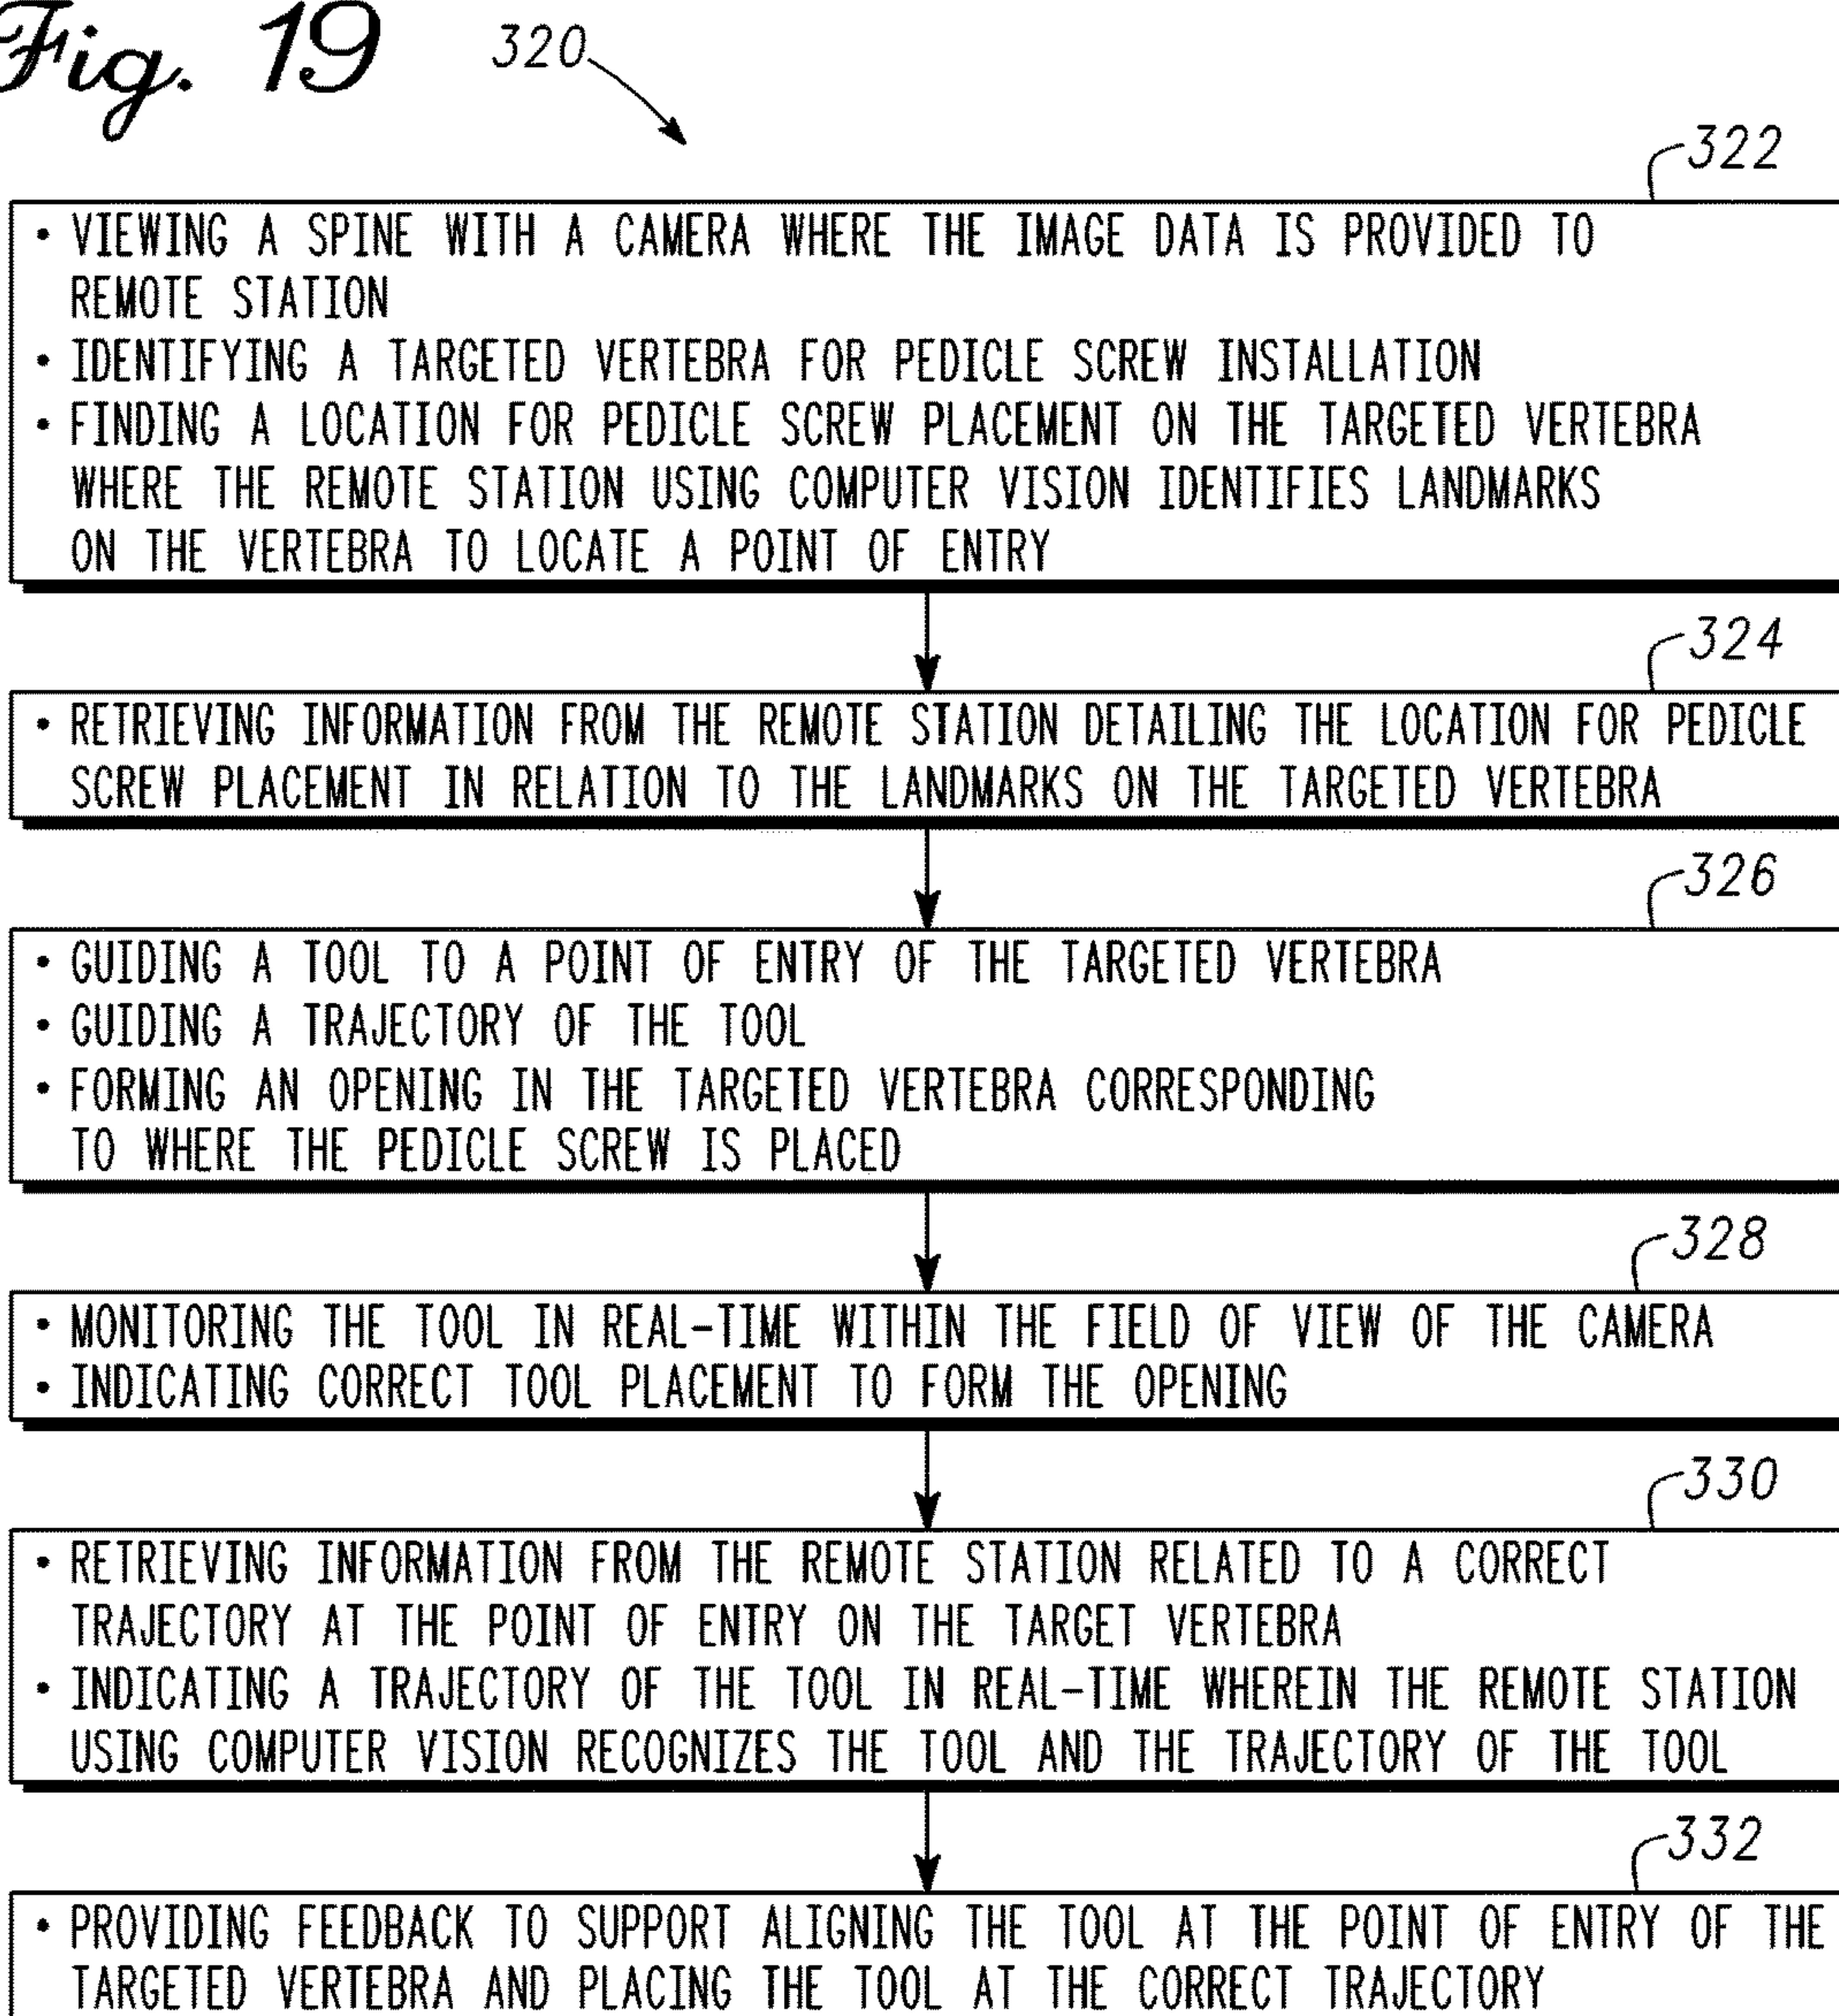 Fig. 19
320
322
• VIEWING A SPINE WITH A CAMERA WHERE THE IMAGE DATA IS PROVIDED TO
REMOTE STATION
• IDENTIFYING A TARGETED VERTEBRA FOR PEDICLE SCREW INSTALLATION
• FINDING A LOCATION FOR PEDICLE SCREW PLACEMENT ON THE TARGETED VERTEBRA
WHERE THE REMOTE STATION USING COMPUTER VISION IDENTIFIES LANDMARKS
ON THE VERTEBRA TO LOCATE A POINT OF ENTRY
324
• RETRIEVING INFORMATION FROM THE REMOTE STATION DETAILING THE LOCATION FOR PEDICLE
SCREW PLACEMENT IN RELATION TO THE LANDMARKS ON THE TARGETED VERTEBRA
326
• GUIDING A TOOL TO A POINT OF ENTRY OF THE TARGETED VERTEBRA
• GUIDING A TRAJECTORY OF THE TOOL
• FORMING AN OPENING IN THE TARGETED VERTEBRA CORRESPONDING
TO WHERE THE PEDICLE SCREW IS PLACED
328
• MONITORING THE TOOL IN REAL-TIME WITHIN THE FIELD OF VIEW OF THE CAMERA
• INDICATING CORRECT TOOL PLACEMENT TO FORM THE OPENING
330
• RETRIEVING INFORMATION FROM THE REMOTE STATION RELATED TO A CORRECT
TRAJECTORY AT THE POINT OF ENTRY ON THE TARGET VERTEBRA
• INDICATING A TRAJECTORY OF THE TOOL IN REAL-TIME WHEREIN THE REMOTE STATION
USING COMPUTER VISION RECOGNIZES THE TOOL AND THE TRAJECTORY OF THE TOOL
332
• PROVIDING FEEDBACK TO SUPPORT ALIGNING THE TOOL AT THE POINT OF ENTRY OF THE
TARGETED VERTEBRA AND PLACING THE TOOL AT THE CORRECT TRAJECTORY